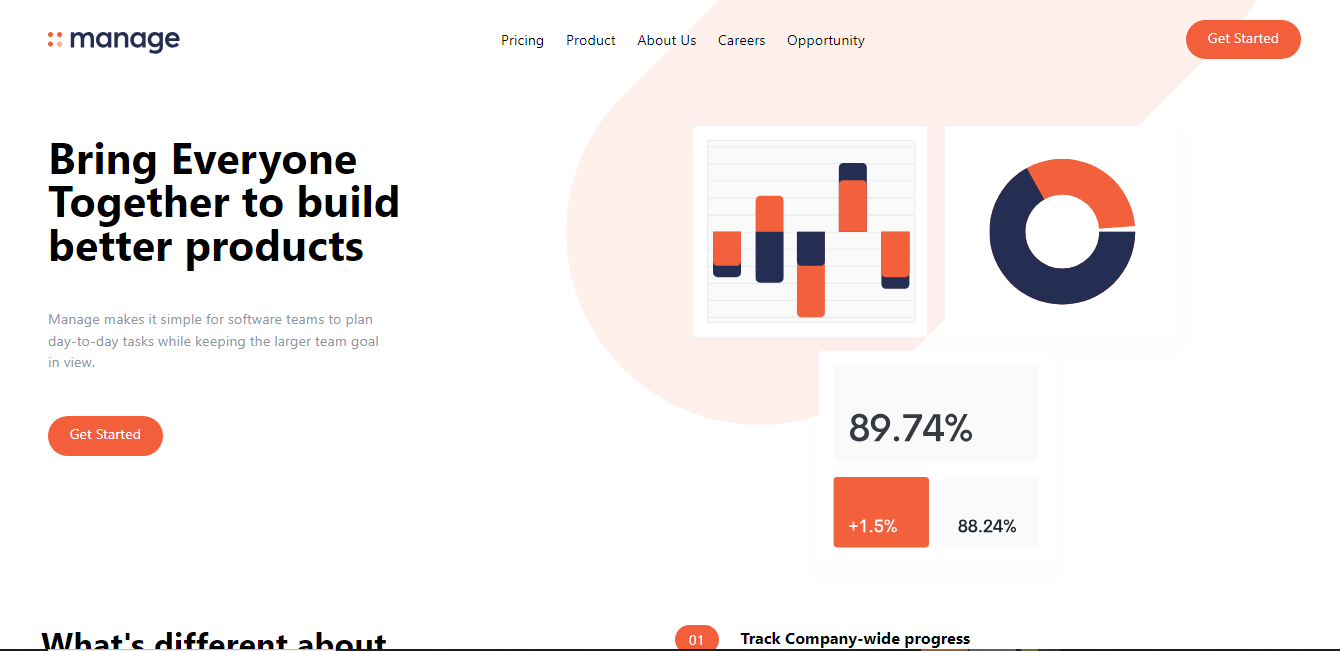 manage
Pricing Product About Us Careers Opportunity
Get Started
Bring Everyone
Together to build
better products
Manage makes it simple for software teams to plan
day-to-day tasks while keeping the larger team goal
in view.
Get Started
89.74%
+1.5% 88.24%
What's different about
01 Track Company-wide progress